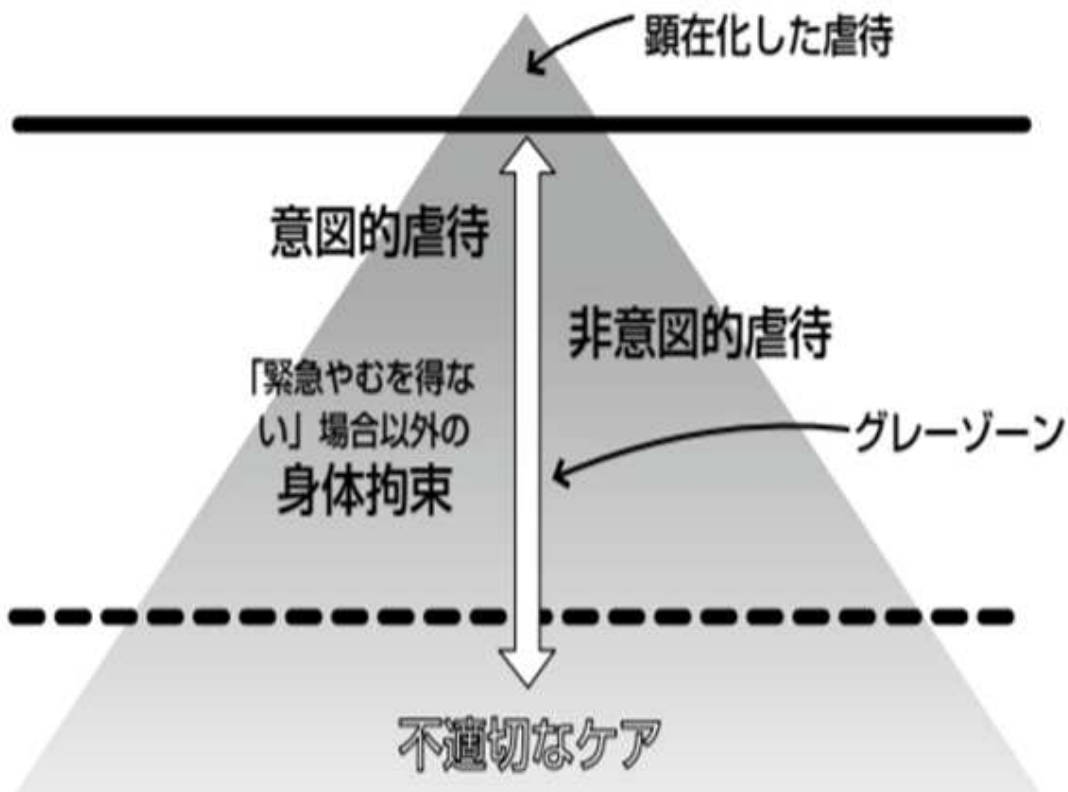 顕在化した虐待
意図的虐待
非意図的虐待
「緊急やむを得な
い」場合以外の
身体拘束
グレーゾーン
不適切なケア